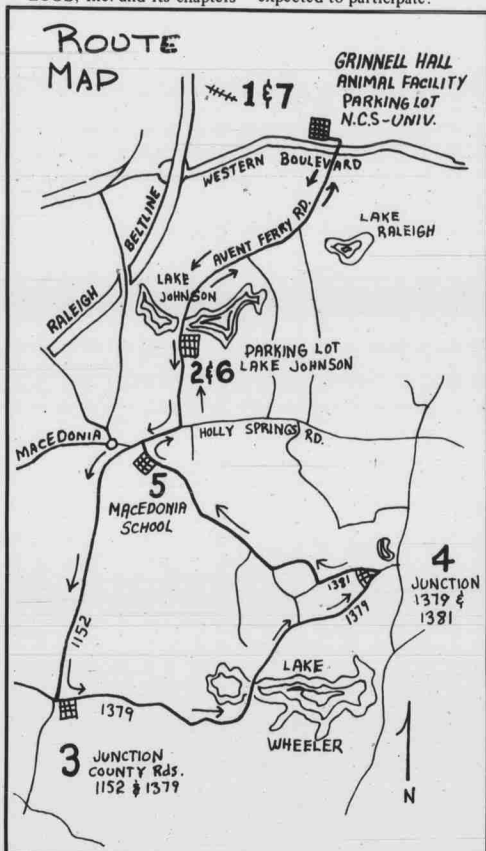 ROUTE
MAP
1 & 7
GRINNELL HALL
ANIMAL FACILITY
PARKING LOT
N.C.S-UNIV.
WESTERN BOULEVARD
BELTLINE
RALEIGH
AVENT FERRY RD.
LAKE
RALEIGH
LAKE
JOHNSON
PARKING LOT
LAKE JOHNSON
2 & 6
MACEDONIA
HOLLY SPRINGS RD.
5
MACEDONIA
SCHOOL
4
JUNCTION
1379 &
1381
1381
1379
1152
LAKE
WHEELER
1379
3 JUNCTION
COUNTY Rds.
1152 & 1379
N